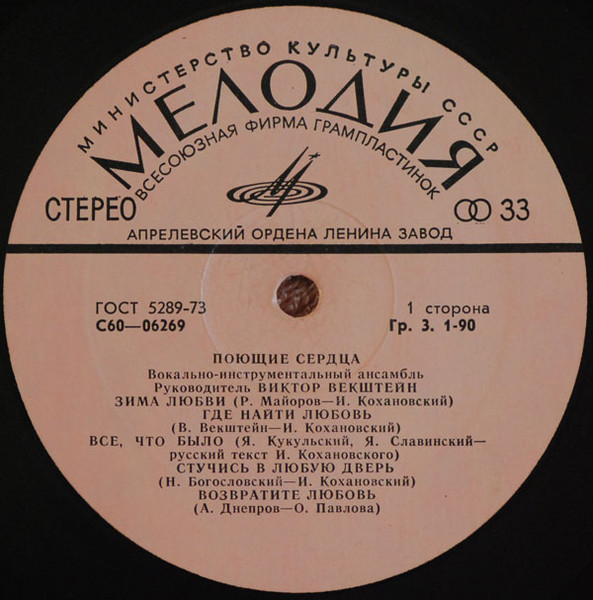 МИНИСТЕРСТВО КУЛЬТУРЫ СССР
МЕЛОДИЯ
ВСЕСОЮЗНАЯ ФИРМА ГРАМПЛАСТИНОК
СТЕРЕО
33
АПРЕЛЕВСКИЙ ОРДЕНА ЛЕНИНА ЗАВОД
ГОСТ 5289-73
1 сторона
С60—06269
Гр. 3. 1-90
ПОЮЩИЕ СЕРДЦА
Вокально-инструментальный ансамбль
Руководитель ВИКТОР ВЕКШТЕЙН
ЗИМА ЛЮБВИ (Р. Майоров—И. Кохановский)
ГДЕ НАЙТИ ЛЮБОВЬ
(В. Векштейн—И. Кохановский)
ВСЕ, ЧТО БЫЛО (Я. Кукульский, Я. Славинский—
русский текст И. Кохановского)
СТУЧИСЬ В ЛЮБУЮ ДВЕРЬ
(Н. Богословский—И. Кохановский)
ВОЗВРАТИТЕ ЛЮБОВЬ
(А. Днепров—О. Павлова)